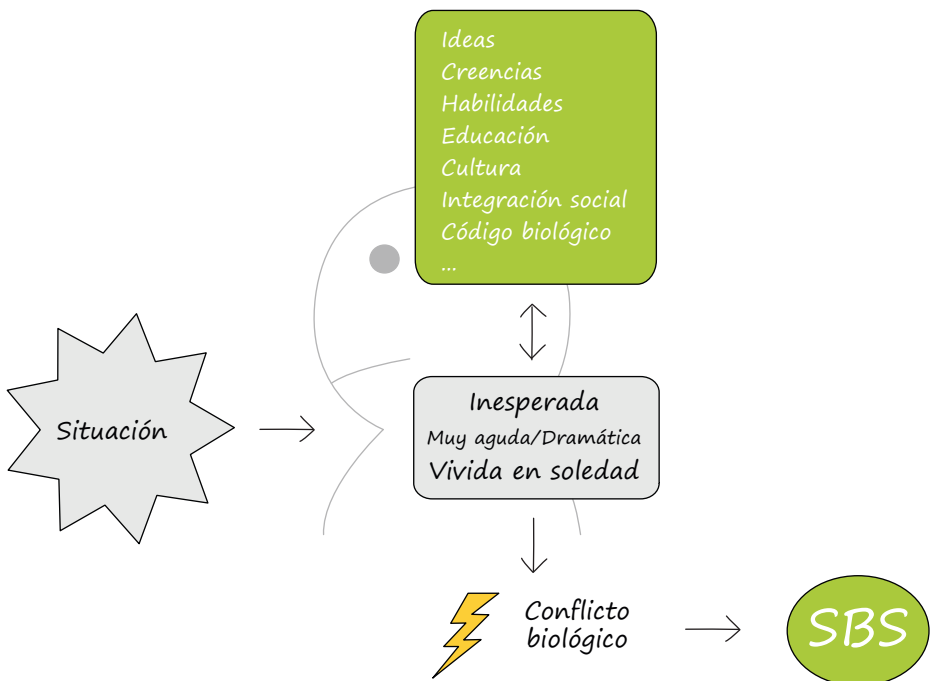 Ideas
Creencias
Habilidades
Educación
Cultura
Integración social
Código biológico
...
Situación
Inesperada
Muy aguda/Dramática
Vivida en soledad
Conflicto
biológico
SBS